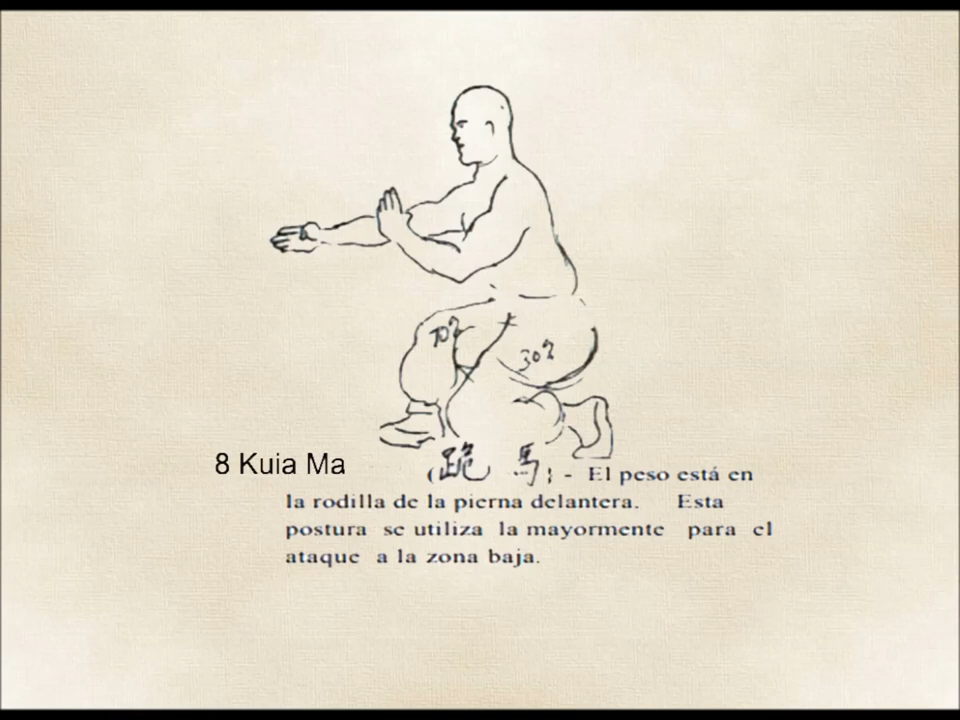 70%
30%
8 Kuia Ma
(跪 馬) - El peso está en
la rodilla de la pierna delantera. Esta
postura se utiliza la mayormente para el
ataque a la zona baja.